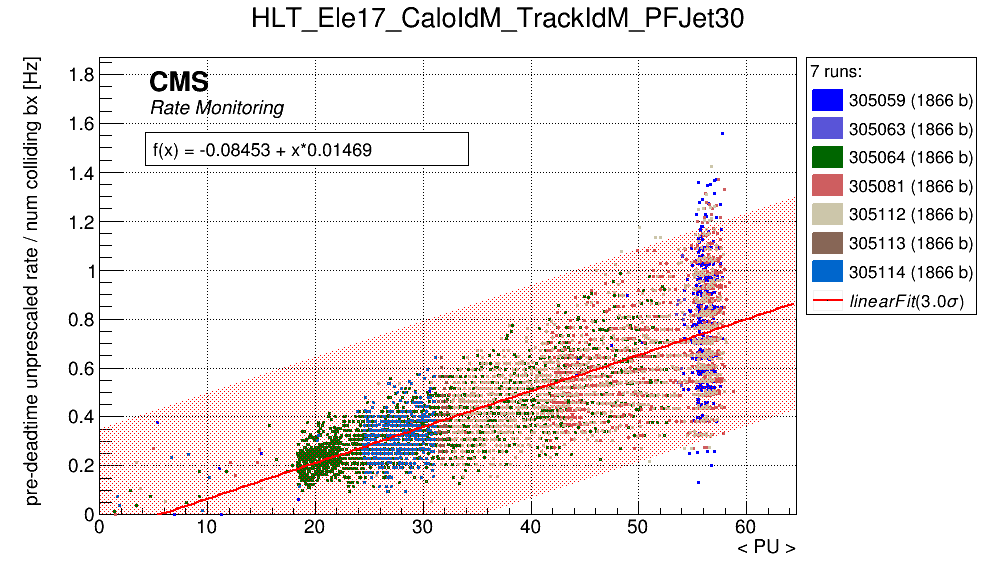 HLT_Ele17_CaloIdM_TrackIdM_PFJet30
pre-deadtime unprescaled rate / num colliding bx [Hz]
CMS
Rate Monitoring
f(x) = -0.08453 + x*0.01469
1.8
1.6
1.4
1.2
1
0.8
0.6
0.4
0.2
0
0 10 20 30 40 50 60
< PU >
7 runs:
305059 (1866 b)
305063 (1866 b)
305064 (1866 b)
305081 (1866 b)
305112 (1866 b)
305113 (1866 b)
305114 (1866 b)
linearFit(3.0σ)